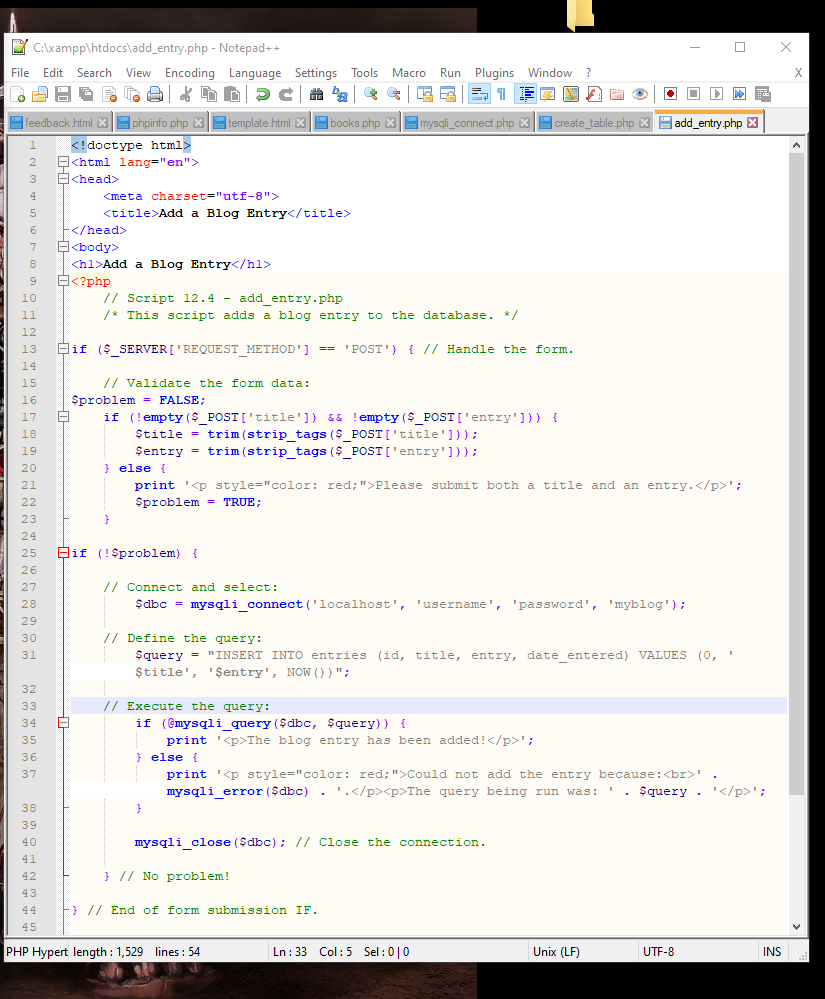 C:\xampp\htdocs\add_entry.php - Notepad++
File Edit Search View Encoding Language Settings Tools Macro Run Plugins Window ? X
feedback.html phpinfo.php template.html books.php mysqli_connect.php create_table.php add_entry.php
1 <!doctype html>
2 <html lang="en">
3 <head>
4 <meta charset="utf-8">
5 <title>Add a Blog Entry</title>
6 </head>
7 <body>
8 <h1>Add a Blog Entry</h1>
9 <?php
10 // Script 12.4 - add_entry.php
11 /* This script adds a blog entry to the database. */
12
13 if ($_SERVER['REQUEST_METHOD'] == 'POST') { // Handle the form.
14
15 // Validate the form data:
16 $problem = FALSE;
17 if (!empty($_POST['title']) && !empty($_POST['entry'])) {
18 $title = trim(strip_tags($_POST['title']));
19 $entry = trim(strip_tags($_POST['entry']));
20 } else {
21 print '<p style="color: red;">Please submit both a title and an entry.</p>';
22 $problem = TRUE;
23 }
24
25 if (!$problem) {
26
27 // Connect and select:
28 $dbc = mysqli_connect('localhost', 'username', 'password', 'myblog');
29
30 // Define the query:
31 $query = "INSERT INTO entries (id, title, entry, date_entered) VALUES (0, '
$title', '$entry', NOW())";
32
33 // Execute the query:
34 if (@mysqli_query($dbc, $query)) {
35 print '<p>The blog entry has been added!</p>';
36 } else {
37 print '<p style="color: red;">Could not add the entry because:<br>' .
mysqli_error($dbc) . '.</p><p>The query being run was: ' . $query . '</p>';
38 }
39
40 mysqli_close($dbc); // Close the connection.
41
42 } // No problem!
43
44 } // End of form submission IF.
45
PHP Hypert length : 1,529 lines : 54 Ln : 33 Col : 5 Sel : 0 | 0 Unix (LF) UTF-8 INS